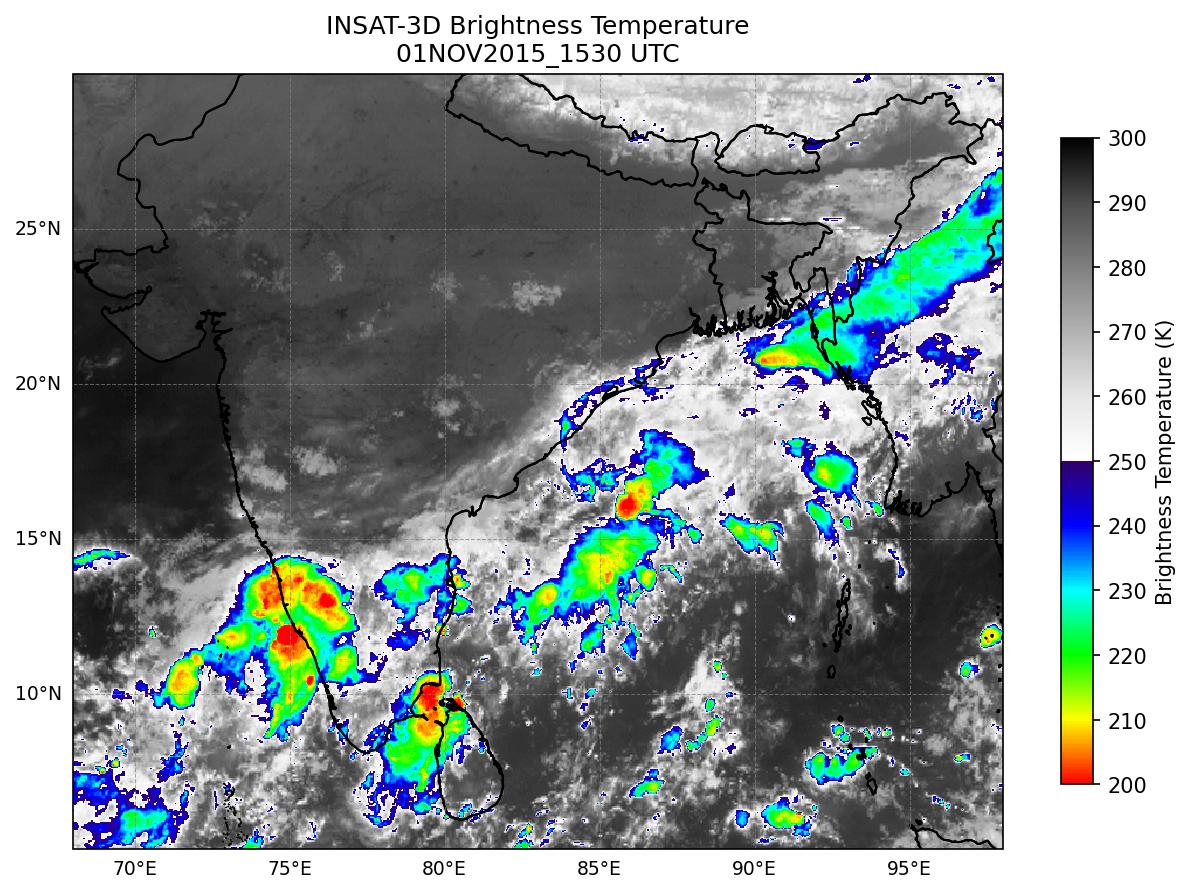 INSAT-3D Brightness Temperature
01NOV2015_1530 UTC
25°N
20°N
15°N
10°N
70°E
75°E
80°E
85°E
90°E
95°E
300
290
280
270
260
250
240
230
220
210
200
Brightness Temperature (K)